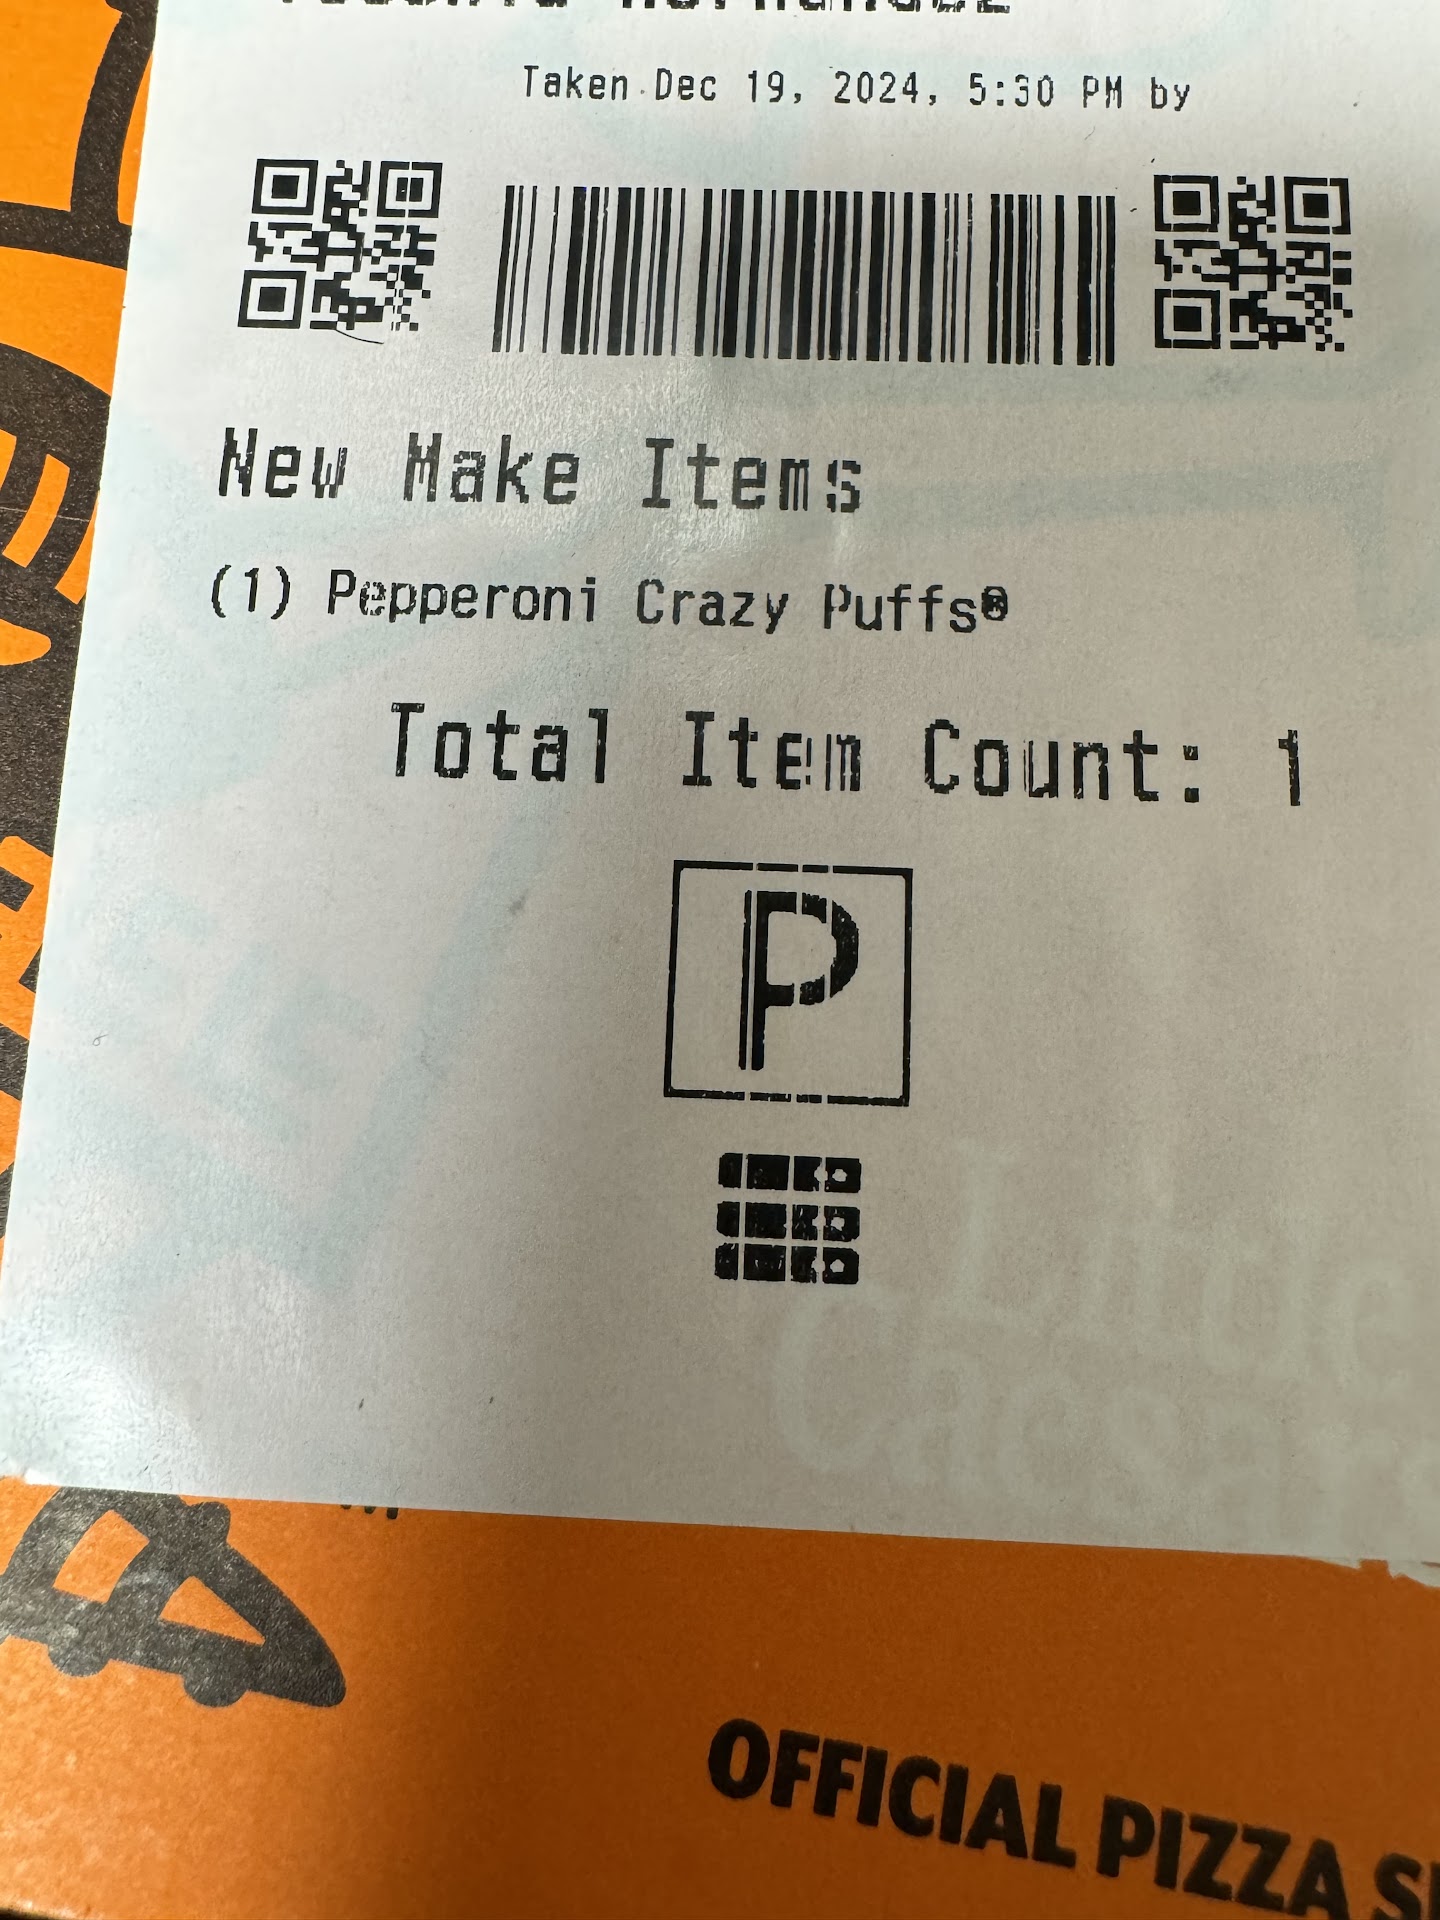 Taken Dec 19, 2024, 5:30 PM by
New Make Items
(1) Pepperoni Crazy Puffs®
Total Item Count: 1
P
Little
OFFICIAL PIZZA